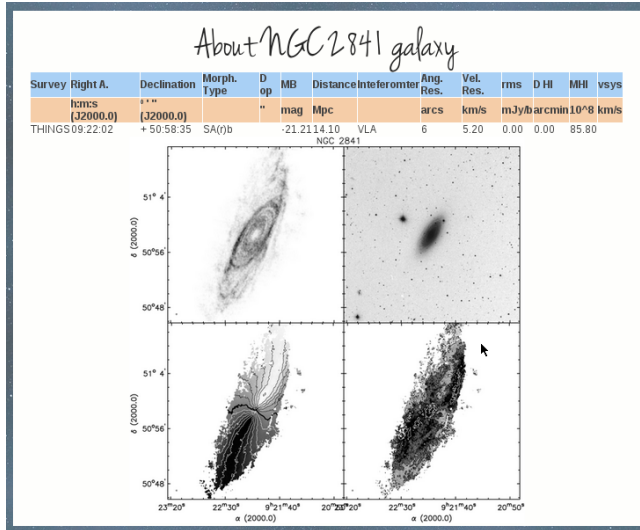 About NGC 2841 galaxy
Survey Right A. Declination Morph. Type D op MB Distance Inteferomter Ang. Res. Vel. Res. rms D HI MHI vsys
h:m:s (J2000.0) ° ' " (J2000.0) " mag Mpc arcs km/s mJy/b arcmin 10^8 km/s
THINGS 09:22:02 + 50:58:35 SA(r)b -21.21 14.10 VLA 6 5.20 0.00 0.00 85.80
NGC 2841
51° 4'
δ (2000.0)
50°56
50°48'
51° 4'
δ (2000.0)
50°56
50°48'
23ˢ20ˢ 22ᵐ30ˢ 9ʰ21ᵐ40ˢ 22ᵐ30ˢ 9ʰ21ᵐ40ˢ 20ᵐ50ˢ
α (2000.0) α (2000.0)